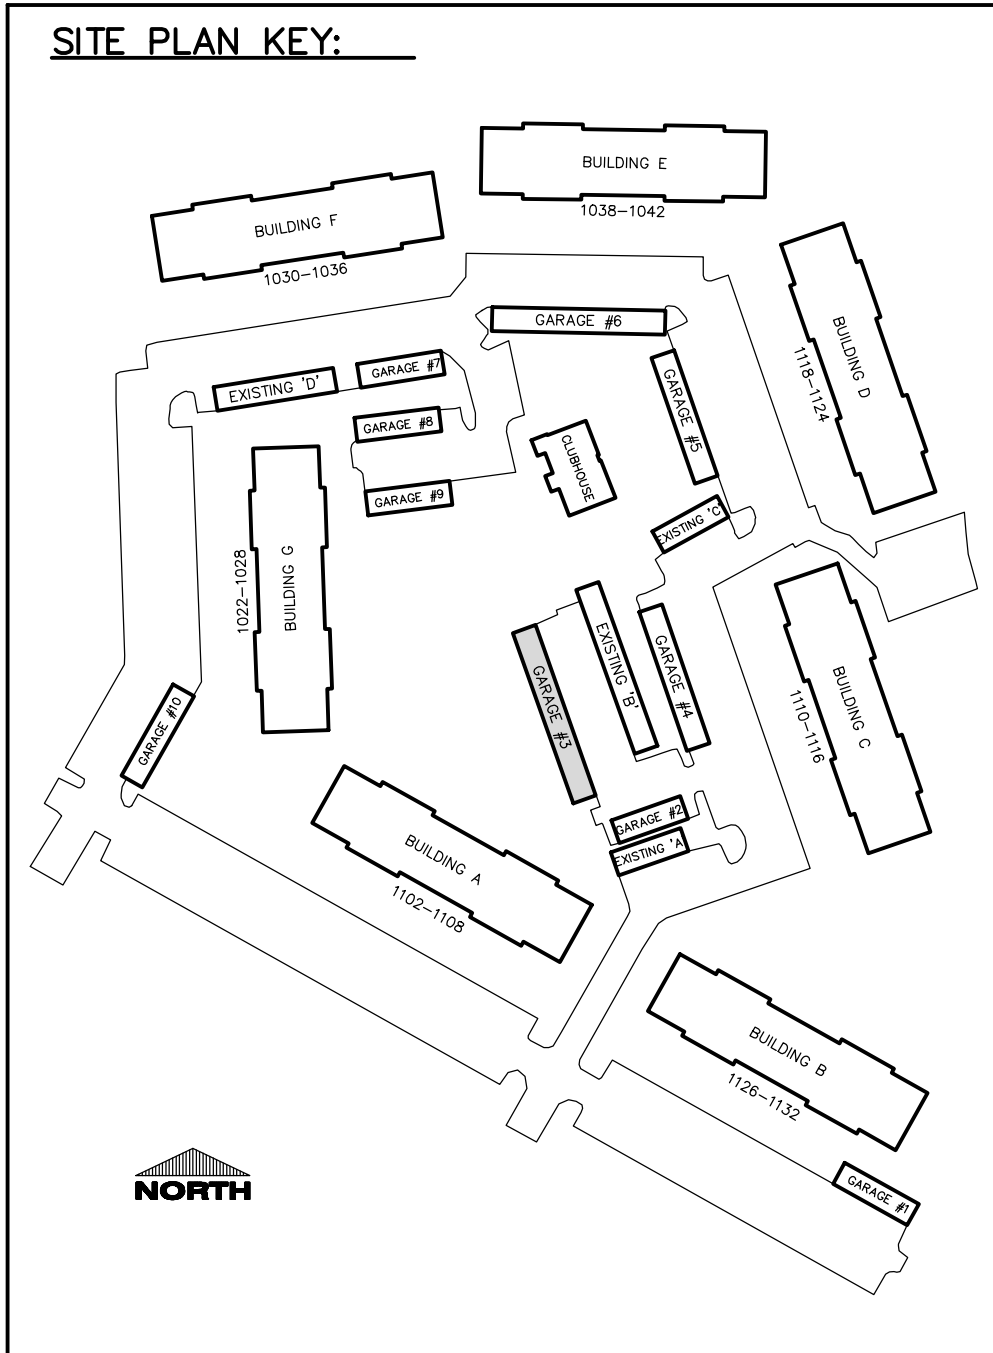 SITE PLAN KEY:
BUILDING E
1038-1042
BUILDING F
1030-1036
GARAGE #6
BUILDING D
1118-1124
GARAGE #7
EXISTING 'D'
GARAGE #5
GARAGE #8
CLUBHOUSE
GARAGE #9
EXISTING 'C'
BUILDING G
1022-1028
EXISTING 'B'
GARAGE #4
GARAGE #3
BUILDING C
1110-1116
GARAGE #10
GARAGE #2
EXISTING 'A'
BUILDING A
1102-1108
BUILDING B
1126-1132
GARAGE #1
NORTH